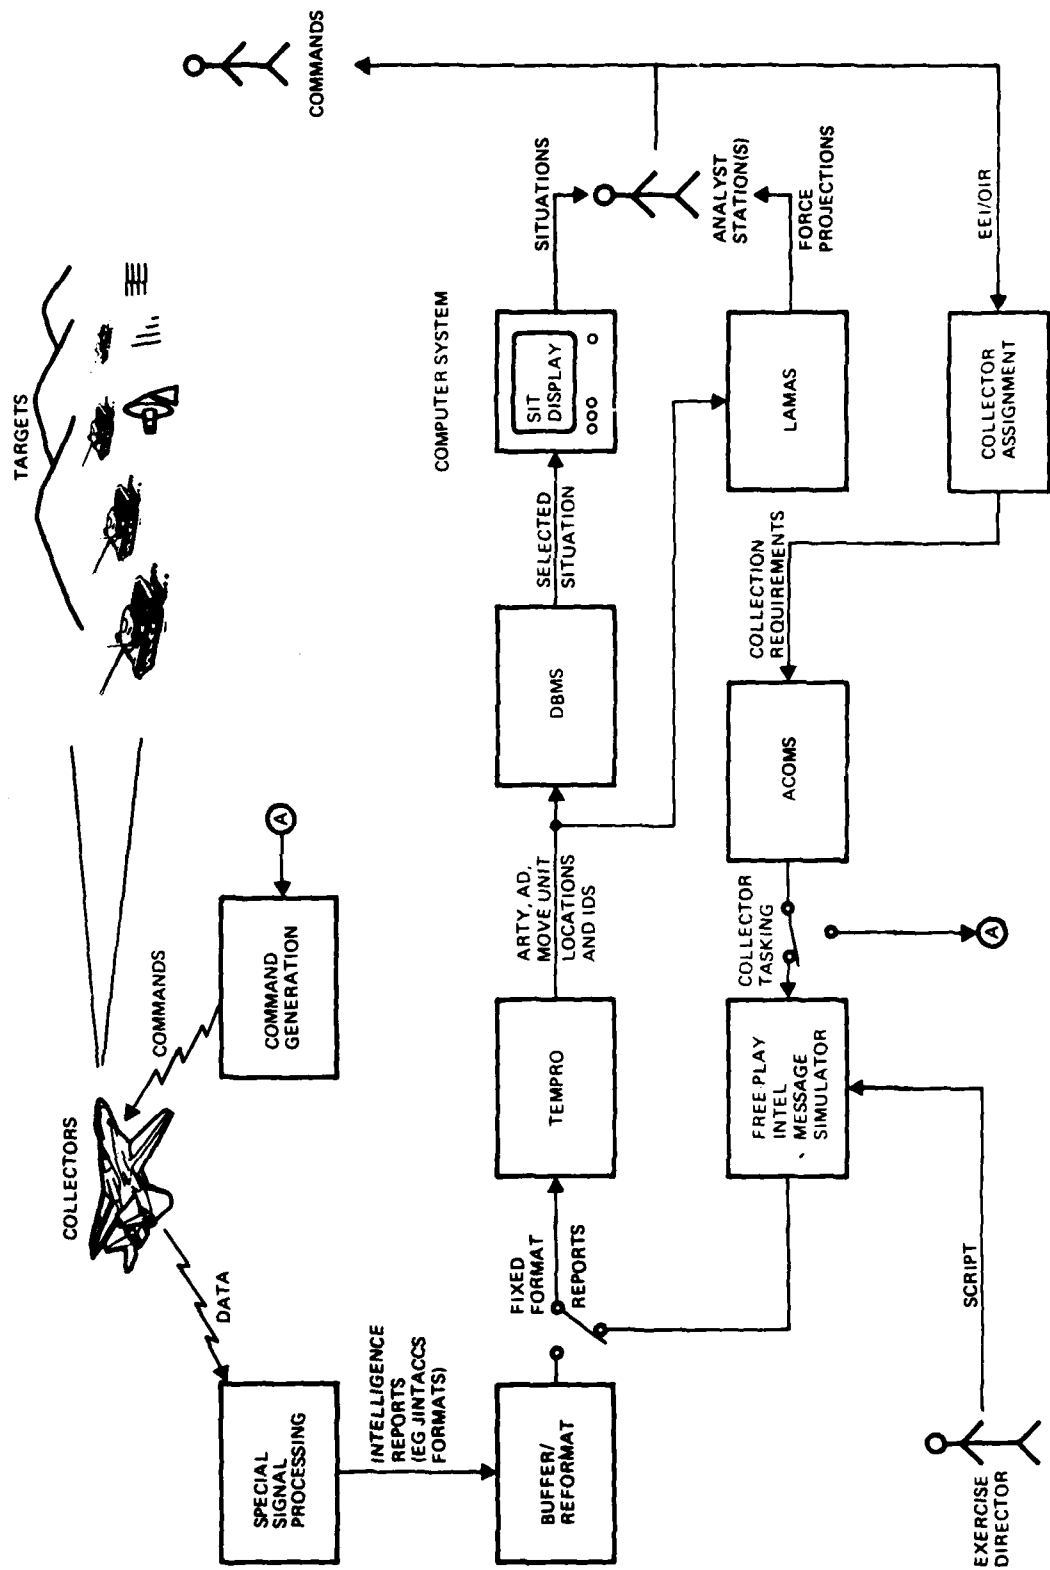 TARGETS
COLLECTORS
COMMANDS
COMMANDS
DATA
SPECIAL
SIGNAL
PROCESSING
COMMAND
GENERATION
A
INTELLIGENCE
REPORTS
(EG JINTACCS
FORMATS)
COMPUTER SYSTEM
BUFFER/
REFORMAT
FIXED
FORMAT
REPORTS
TEMPRO
ARTY, AD,
MOVE UNIT
LOCATIONS
AND IDS
DBMS
SELECTED
SITUATION
SIT
DISPLAY
SITUATIONS
ANALYST
STATION(S)
FREE-PLAY
INTEL
MESSAGE
SIMULATOR
COLLECTOR
TASKING
ACOMS
COLLECTION
REQUIREMENTS
LAMAS
FORCE
PROJECTIONS
A
EXERCISE
DIRECTOR
SCRIPT
COLLECTOR
ASSIGNMENT
EEI/OIR